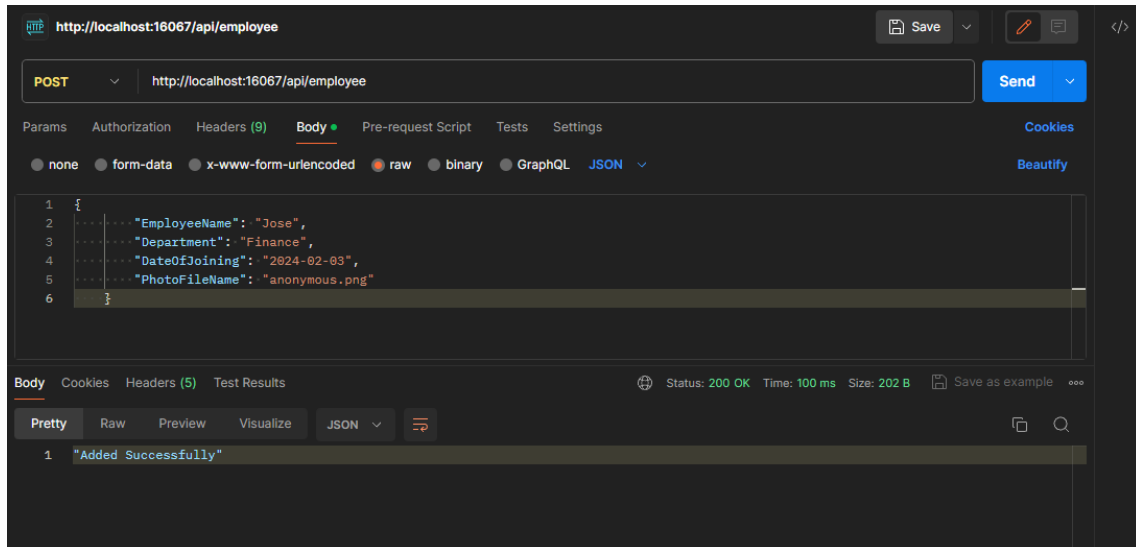 HTTP http://localhost:16067/api/employee Save </>
POST http://localhost:16067/api/employee Send
Params Authorization Headers (9) Body Pre-request Script Tests Settings Cookies
none form-data x-www-form-urlencoded raw binary GraphQL JSON Beautify
1 {
2 "EmployeeName": "Jose",
3 "Department": "Finance",
4 "DateOfJoining": "2024-02-03",
5 "PhotoFileName": "anonymous.png"
6 }
Body Cookies Headers (5) Test Results Status: 200 OK Time: 100 ms Size: 202 B Save as example
Pretty Raw Preview Visualize JSON
1 "Added Successfully"